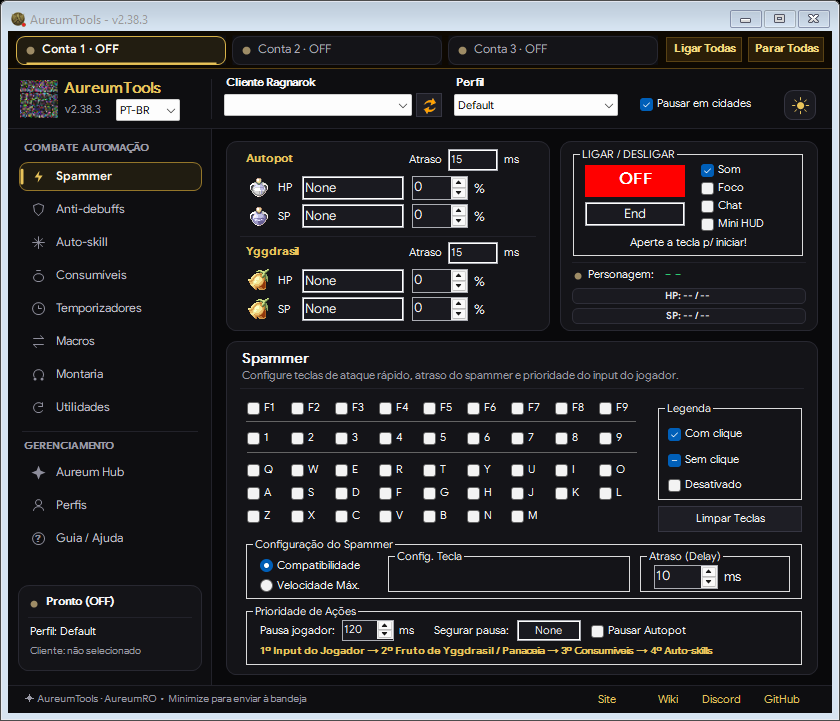 AureumTools - v2.38.3
Conta 1 · OFF
Conta 2 · OFF
Conta 3 · OFF
Ligar Todas
Parar Todas
AureumTools
v2.38.3
PT-BR
Cliente Ragnarok
Perfil
Default
Pausar em cidades
COMBATE AUTOMAÇÃO
Spammer
Anti-debuffs
Auto-skill
Consumíveis
Temporizadores
Macros
Montaria
Utilidades
GERENCIAMENTO
Aureum Hub
Perfis
Guia / Ajuda
Pronto (OFF)
Perfil: Default
Cliente: não selecionado
Autopot
Atraso 15 ms
HP None 0 %
SP None 0 %
Yggdrasil
Atraso 15 ms
HP None 0 %
SP None 0 %
LIGAR / DESLIGAR
OFF
End
Som
Foco
Chat
Mini HUD
Aperte a tecla p/ iniciar!
Personagem: - -
HP: -- / --
SP: -- / --
Spammer
Configure teclas de ataque rápido, atraso do spammer e prioridade do input do jogador.
F1 F2 F3 F4 F5 F6 F7 F8 F9
1 2 3 4 5 6 7 8 9
Q W E R T Y U I O
A S D F G H J K L
Z X C V B N M
Legenda
Com clique
Sem clique
Desativado
Limpar Teclas
Configuração do Spammer
Compatibilidade
Velocidade Máx.
Config. Tecla
Atraso (Delay)
10 ms
Prioridade de Ações
Pausa jogador: 120 ms Segurar pausa: None Pausar Autopot
1º Input do Jogador → 2º Fruto de Yggdrasil / Panaceia → 3º Consumíveis → 4º Auto-skills
AureumTools · AureumRO • Minimize para enviar à bandeja
Site
Wiki
Discord
GitHub